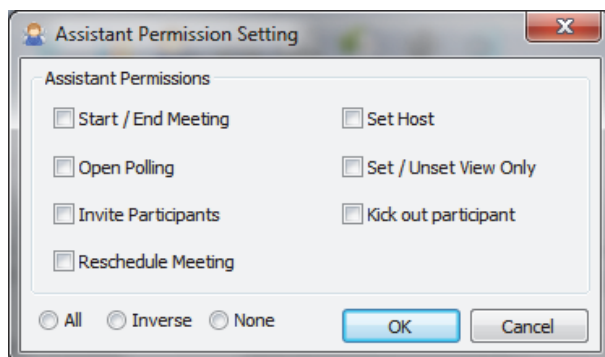 Assistant Permission Setting
Assistant Permissions
Start / End Meeting
Set Host
Open Polling
Set / Unset View Only
Invite Participants
Kick out participant
Reschedule Meeting
All
Inverse
None
OK
Cancel